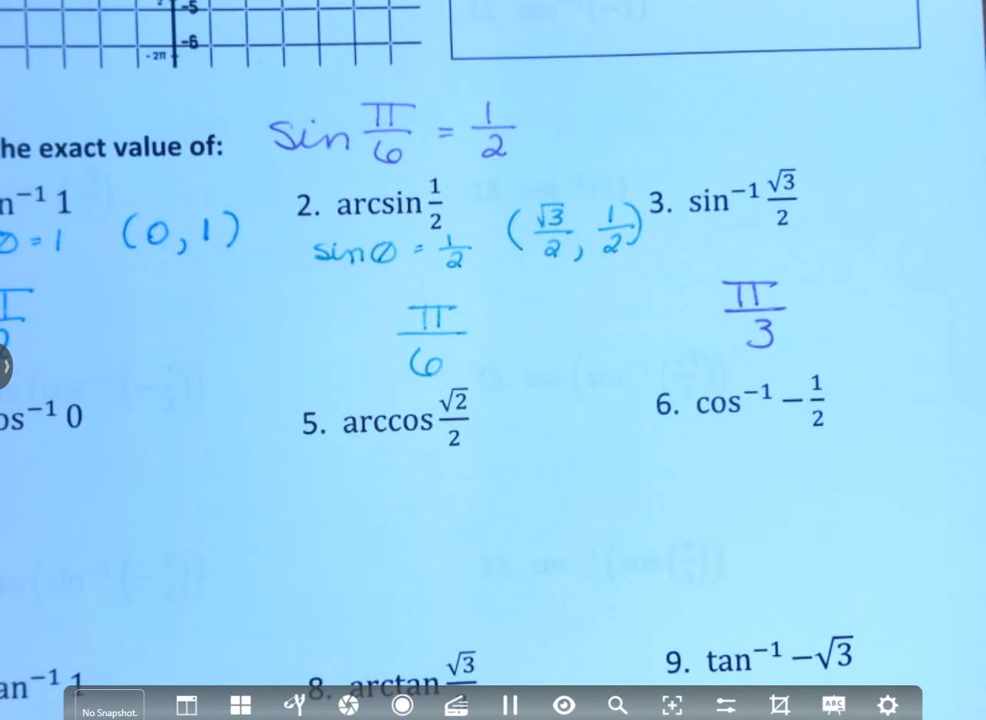 -5
-6
-2π
he exact value of: sin π/6 = 1/2
n⁻¹ 1
∅ = 1 (0,1)
2. arcsin 1/2
sin∅ = 1/2 (√3/2, 1/2)
3. sin⁻¹ √3/2
π/6
π/3
os⁻¹ 0
5. arccos √2/2
6. cos⁻¹ −1/2
an⁻¹ 1
8. arctan √3
9. tan⁻¹ −√3
No Snapshot.
ABC